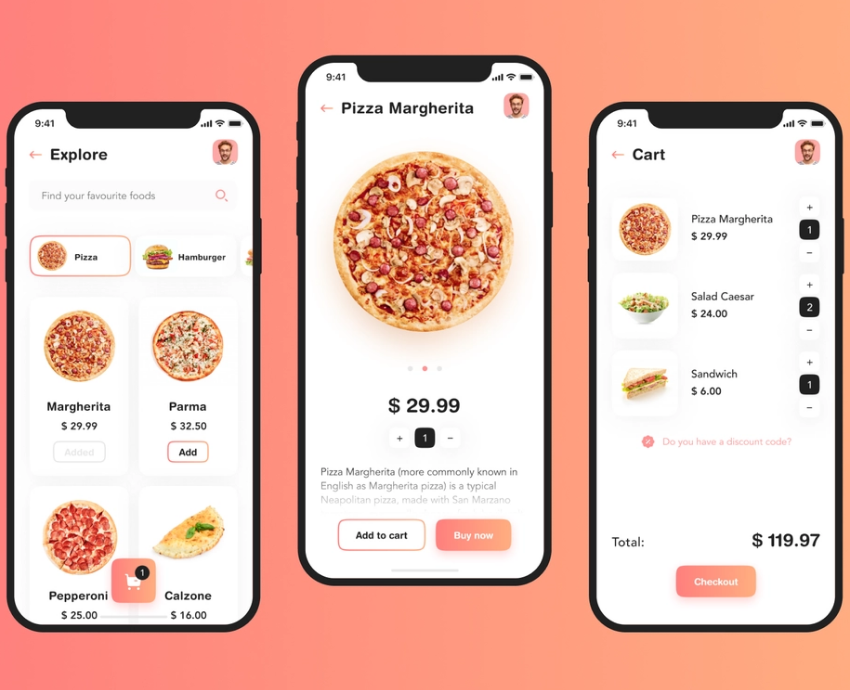 9:41
Explore
Find your favourite foods
Pizza
Hamburger
Margherita
$ 29.99
Added
Parma
$ 32.50
Add
Pepperoni
$ 25.00
1
Calzone
$ 16.00
9:41
Pizza Margherita
$ 29.99
+ 1 −
Pizza Margherita (more commonly known in
English as Margherita pizza) is a typical
Neapolitan pizza, made with San Marzano
Add to cart
Buy now
9:41
Cart
Pizza Margherita
$ 29.99
+
1
−
Salad Caesar
$ 24.00
+
2
−
Sandwich
$ 6.00
+
1
−
Do you have a discount code?
Total:
$ 119.97
Checkout